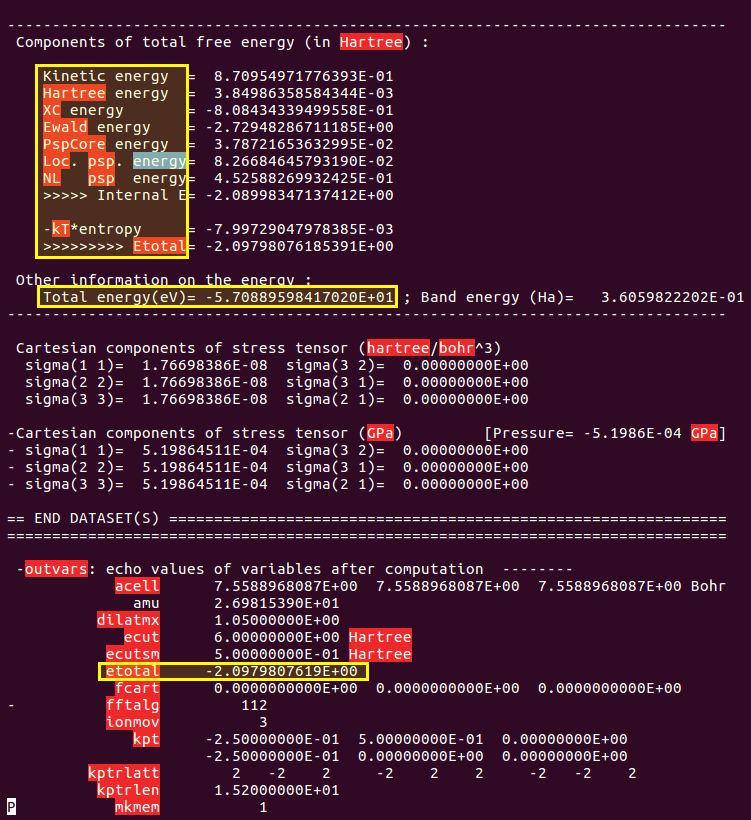 --------------------------------------------------------------------------------
Components of total free energy (in Hartree) :
Kinetic energy  =  8.70954971776393E-01
Hartree energy  =  3.84986358584344E-03
XC energy       = -8.08434339499558E-01
Ewald energy    = -2.72948286711185E+00
PspCore energy  =  3.78721653632995E-02
Loc. psp. energy=  8.26684645793190E-02
NL   psp  energy=  4.52588269932425E-01
>>>>> Internal E= -2.08998347137412E+00
-kT*entropy     = -7.99729047978385E-03
>>>>>>>>> Etotal= -2.09798076185391E+00
Other information on the energy :
Total energy(eV)= -5.70889598417020E+01 ; Band energy (Ha)=   3.6059822202E-01
--------------------------------------------------------------------------------
Cartesian components of stress tensor (hartree/bohr^3)
sigma(1 1)=  1.76698386E-08  sigma(3 2)=  0.00000000E+00
sigma(2 2)=  1.76698386E-08  sigma(3 1)=  0.00000000E+00
sigma(3 3)=  1.76698386E-08  sigma(2 1)=  0.00000000E+00
-Cartesian components of stress tensor (GPa)         [Pressure= -5.1986E-04 GPa]
- sigma(1 1)=  5.19864511E-04  sigma(3 2)=  0.00000000E+00
- sigma(2 2)=  5.19864511E-04  sigma(3 1)=  0.00000000E+00
- sigma(3 3)=  5.19864511E-04  sigma(2 1)=  0.00000000E+00
== END DATASET(S) ==============================================================
================================================================================
-outvars: echo values of variables after computation  --------
acell      7.5588968087E+00  7.5588968087E+00  7.5588968087E+00 Bohr
amu      2.69815390E+01
dilatmx      1.05000000E+00
ecut      6.00000000E+00 Hartree
ecutsm      5.00000000E-01 Hartree
etotal     -2.0979807619E+00
fcart      0.0000000000E+00  0.0000000000E+00  0.0000000000E+00
-          fftalg         112
ionmov           3
kpt     -2.50000000E-01  5.00000000E-01  0.00000000E+00
-2.50000000E-01  0.00000000E+00  0.00000000E+00
kptrlatt        2   -2    2     -2    2    2     -2   -2    2
kptrlen      1.52000000E+01
P           mkmem           1